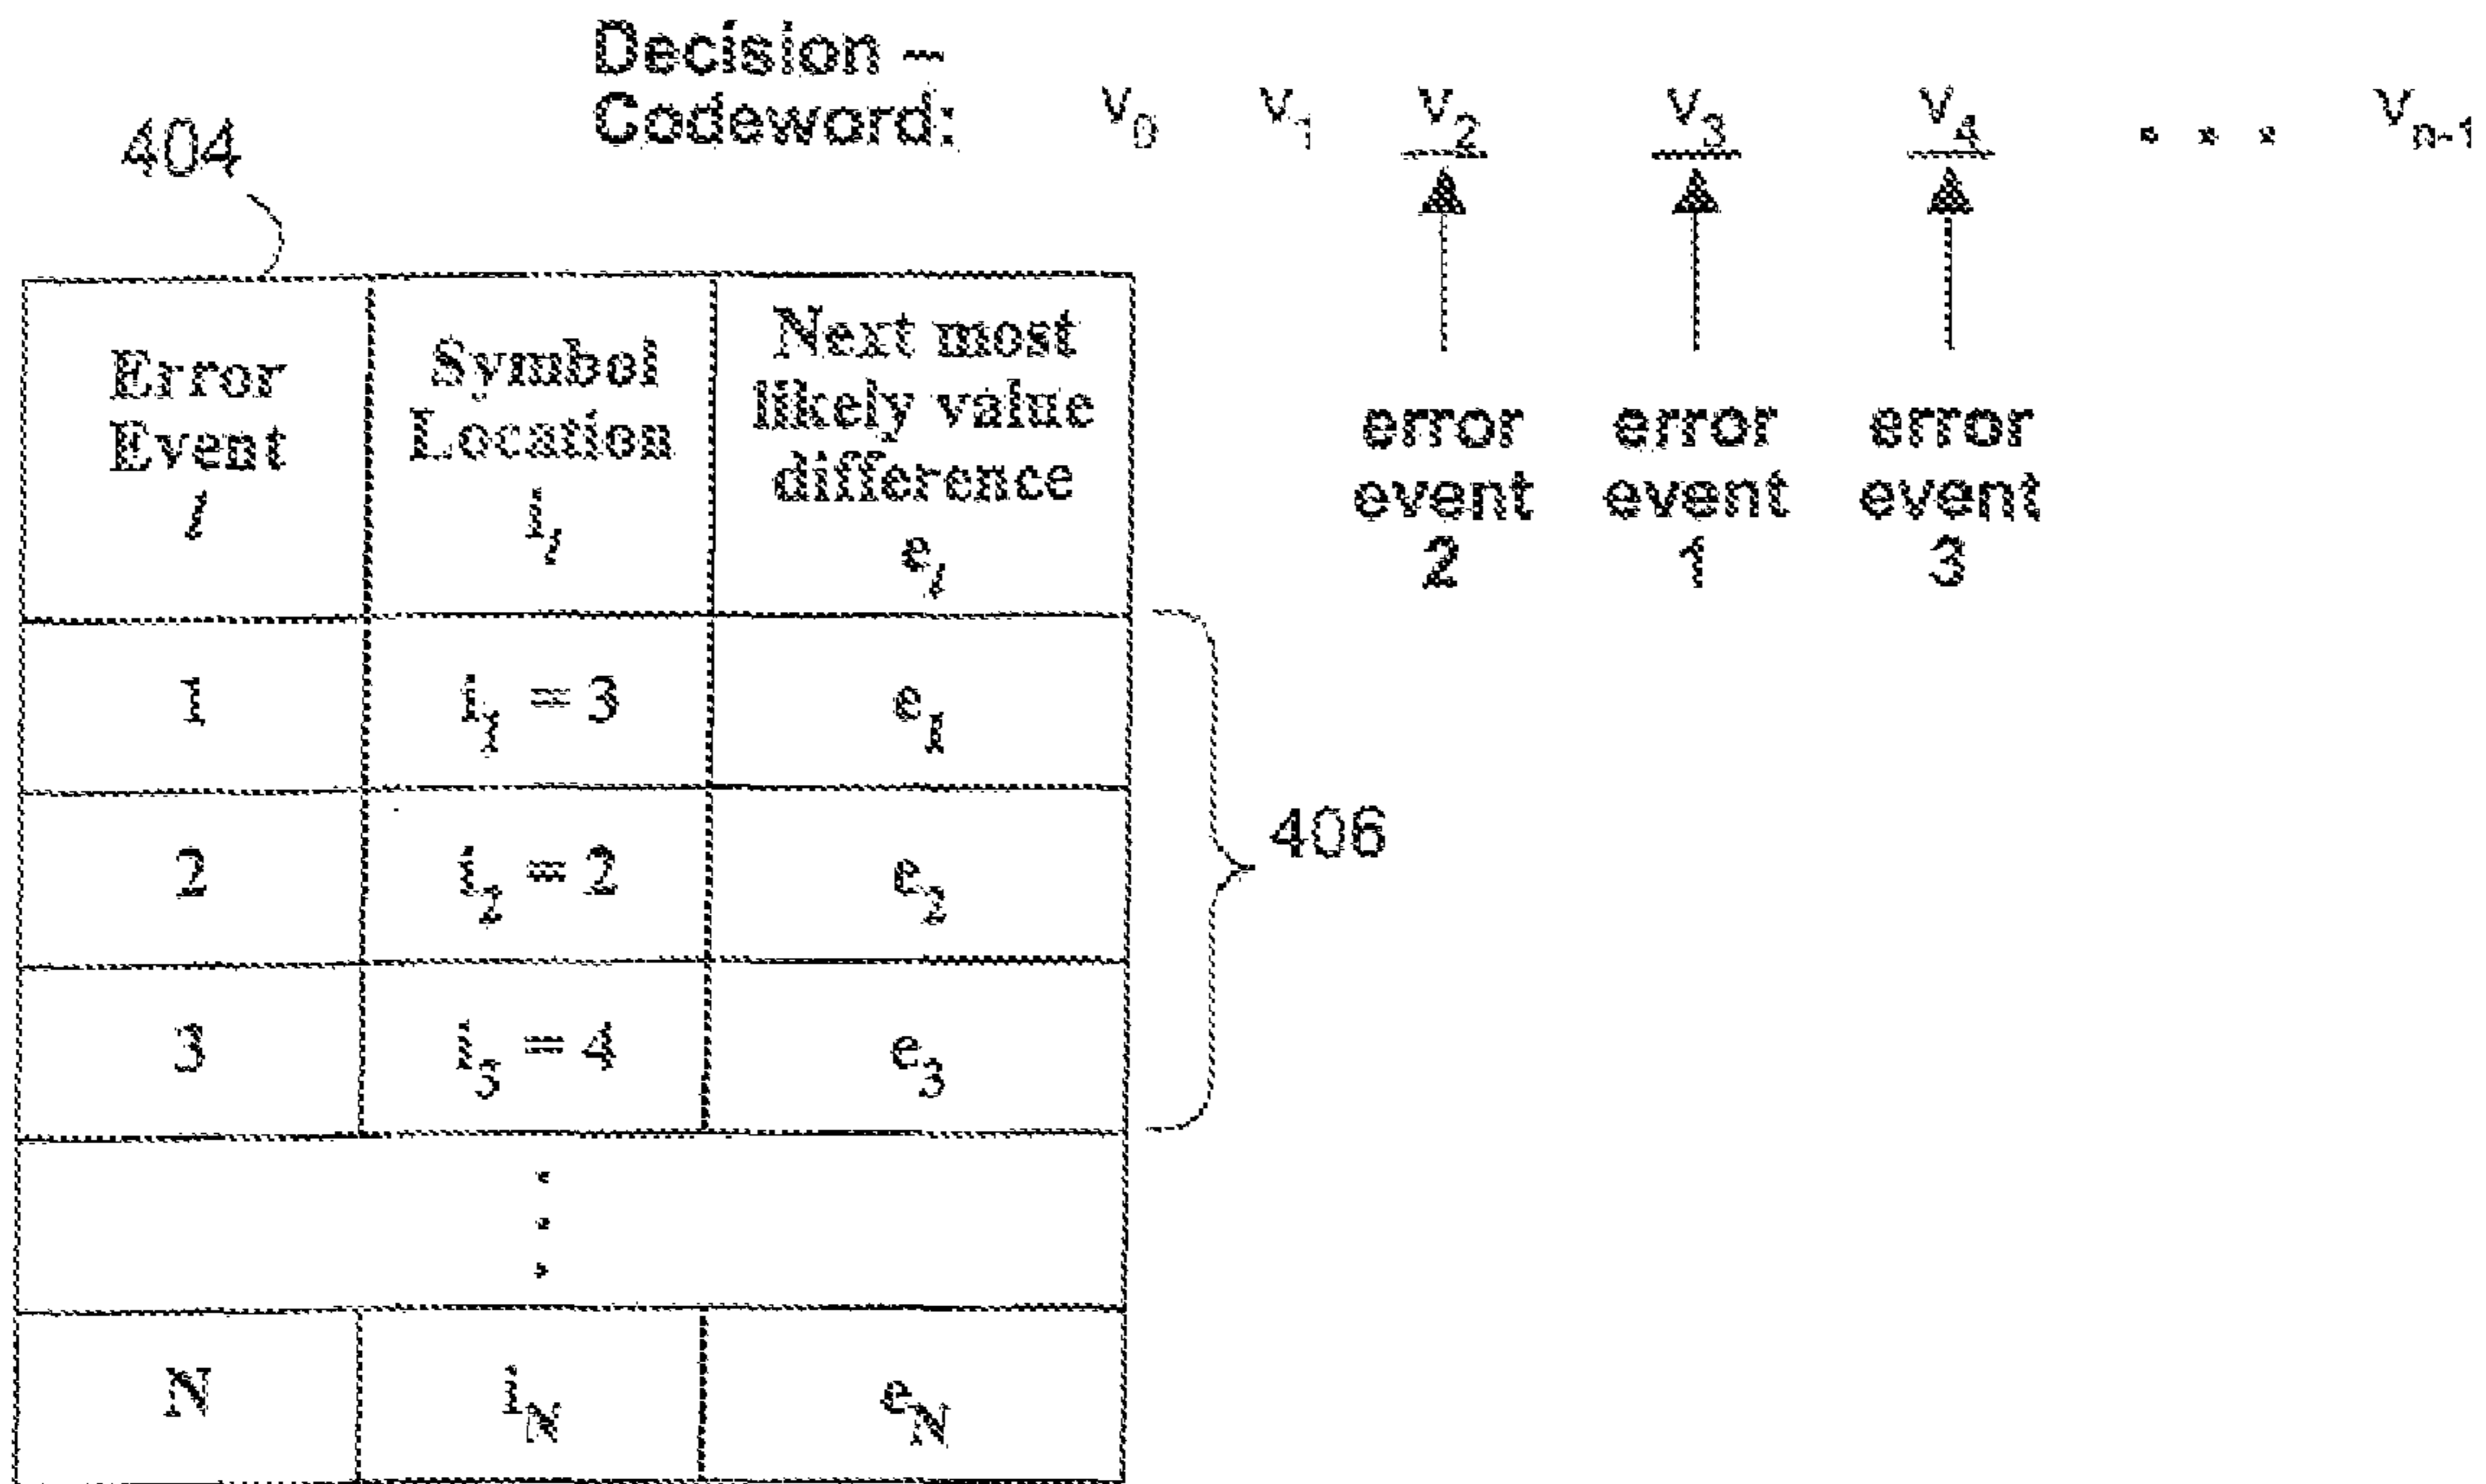 Decision –
Codeword: v0 v1 v2 v3 v4 . . . vn-1
404
error error error
event event event
2 1 3
Error Event l
Symbol Location il
Next most likely value difference el
1 i1 = 3 e1
2 i2 = 2 e2
3 i3 = 4 e3
406
N iN eN